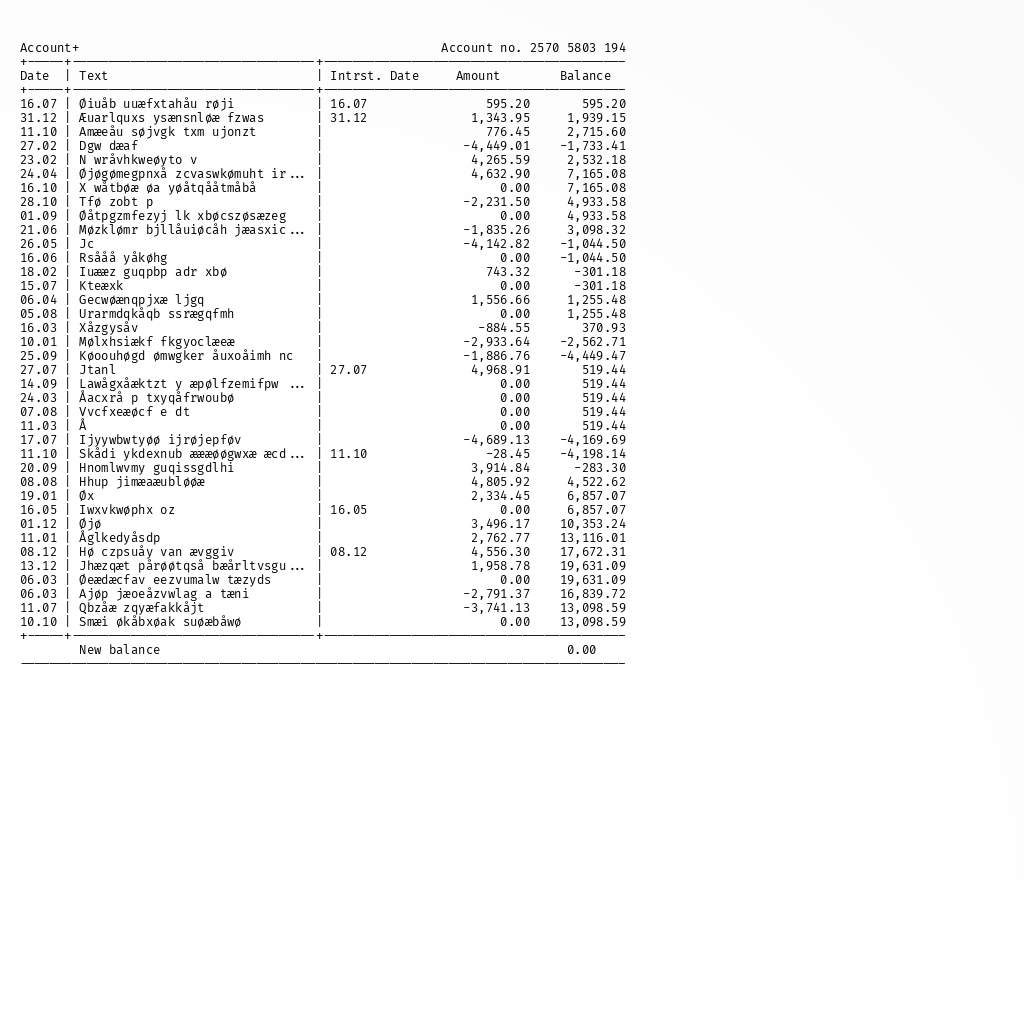 Account+ Account no. 2570 5803 194
Date | Text | Intrst. Date Amount Balance
16.07 | Øiuåb uuæfxtahåu røji | 16.07 595.20 595.20
31.12 | Æuarlquxs ysænsnløæ fzwas | 31.12 1,343.95 1,939.15
11.10 | Amæeåu søjvgk txm ujonzt | 776.45 2,715.60
27.02 | Dgw dæaf | -4,449.01 -1,733.41
23.02 | N wråvhkweøyto v | 4,265.59 2,532.18
24.04 | Øjøgømegpnxå zcvaswkømuht ir... | 4,632.90 7,165.08
16.10 | X wåtbøæ øa yøåtqååtmåbå | 0.00 7,165.08
28.10 | Tfø zobt p | -2,231.50 4,933.58
01.09 | Øåtpgzmfezyj lk xbøcszøsæzeg | 0.00 4,933.58
21.06 | Møzklømr bjllåuiøcåh jæasxic... | -1,835.26 3,098.32
26.05 | Jc | -4,142.82 -1,044.50
16.06 | Rsååå yåkøhg | 0.00 -1,044.50
18.02 | Iuææz guqpbp adr xbø | 743.32 -301.18
15.07 | Kteæxk | 0.00 -301.18
06.04 | Gecwøænqpjxæ ljgq | 1,556.66 1,255.48
05.08 | Urarmdqkåqb ssrægqfmh | 0.00 1,255.48
16.03 | Xåzgysåv | -884.55 370.93
10.01 | Mølxhsiækf fkgyoclæeæ | -2,933.64 -2,562.71
25.09 | Køoouhøgd ømwgker åuxoåimh nc | -1,886.76 -4,449.47
27.07 | Jtanl | 27.07 4,968.91 519.44
14.09 | Lawågxåæktzt y æpølfzemifpw ... | 0.00 519.44
24.03 | Åacxrå p txyqåfrwoubø | 0.00 519.44
07.08 | Vvcfxeæøcf e dt | 0.00 519.44
11.03 | Å | 0.00 519.44
17.07 | Ijyywbwtyøø ijrøjepføv | -4,689.13 -4,169.69
11.10 | Skådi ykdexnub æææøøgwxæ æcd... | 11.10 -28.45 -4,198.14
20.09 | Hnomlwvmy guqissgdlhi | 3,914.84 -283.30
08.08 | Hhup jimæaæubløøæ | 4,805.92 4,522.62
19.01 | Øx | 2,334.45 6,857.07
16.05 | Iwxvkwøphx oz | 16.05 0.00 6,857.07
01.12 | Øjø | 3,496.17 10,353.24
11.01 | Åglkedyåsdp | 2,762.77 13,116.01
08.12 | Hø czpsuåy van ævggiv | 08.12 4,556.30 17,672.31
13.12 | Jhæzqæt pårøøtqså bæårltvsgu... | 1,958.78 19,631.09
06.03 | Øeædæcfav eezvumalw tæzyds | 0.00 19,631.09
06.03 | Ajøp jæoeåzvwlag a tæni | -2,791.37 16,839.72
11.07 | Qbzåæ zqyæfakkåjt | -3,741.13 13,098.59
10.10 | Smæi økåbxøak suøæbåwø | 0.00 13,098.59
New balance 0.00